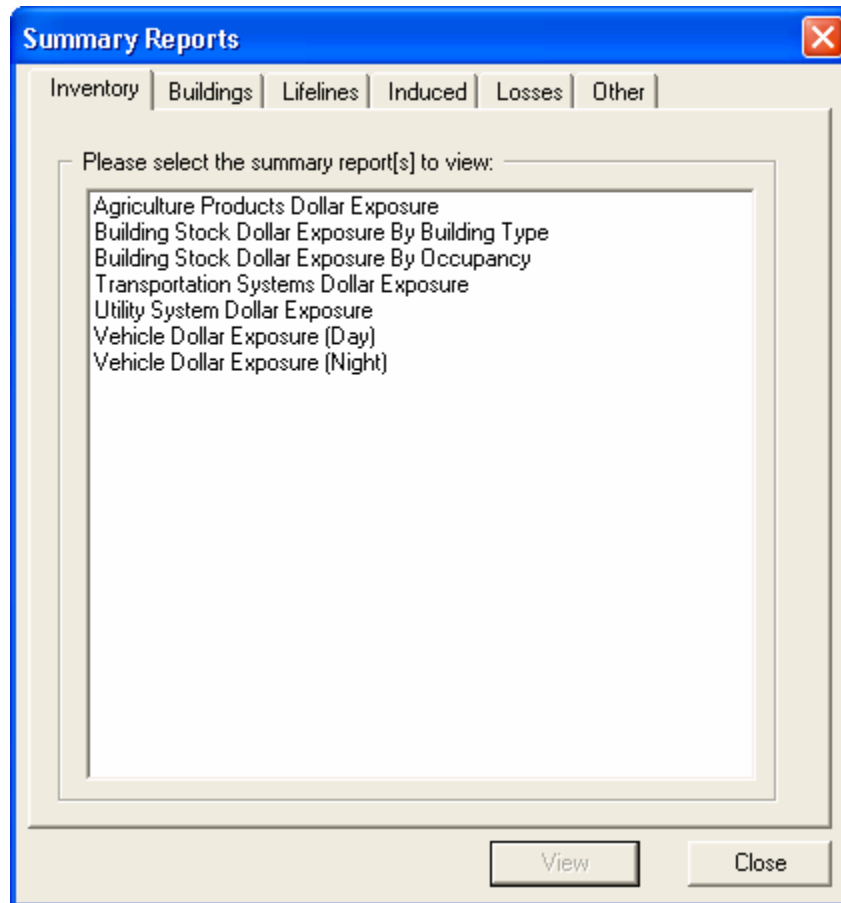 Summary Reports
Inventory Buildings Lifelines Induced Losses Other
Please select the summary report[s] to view:
Agriculture Products Dollar Exposure
Building Stock Dollar Exposure By Building Type
Building Stock Dollar Exposure By Occupancy
Transportation Systems Dollar Exposure
Utility System Dollar Exposure
Vehicle Dollar Exposure (Day)
Vehicle Dollar Exposure (Night)
View Close